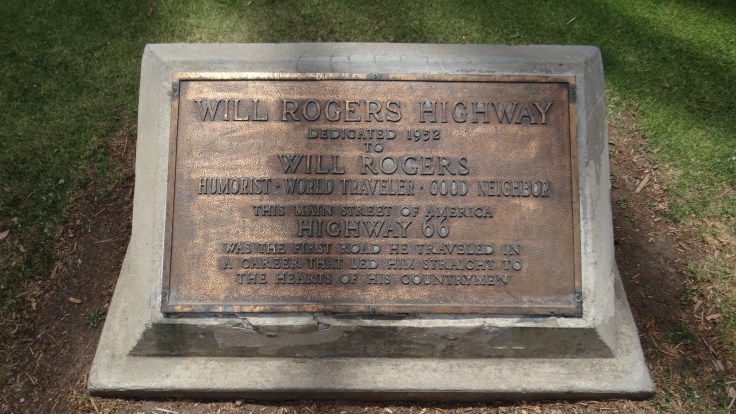 WILL ROGERS HIGHWAY
DEDICATED 1952
TO
WILL ROGERS
HUMORIST · WORLD TRAVELER · GOOD NEIGHBOR
THIS MAIN STREET OF AMERICA
HIGHWAY 66
WAS THE FIRST ROAD HE TRAVELED IN
A CAREER THAT LED HIM STRAIGHT TO
THE HEARTS OF HIS COUNTRYMEN